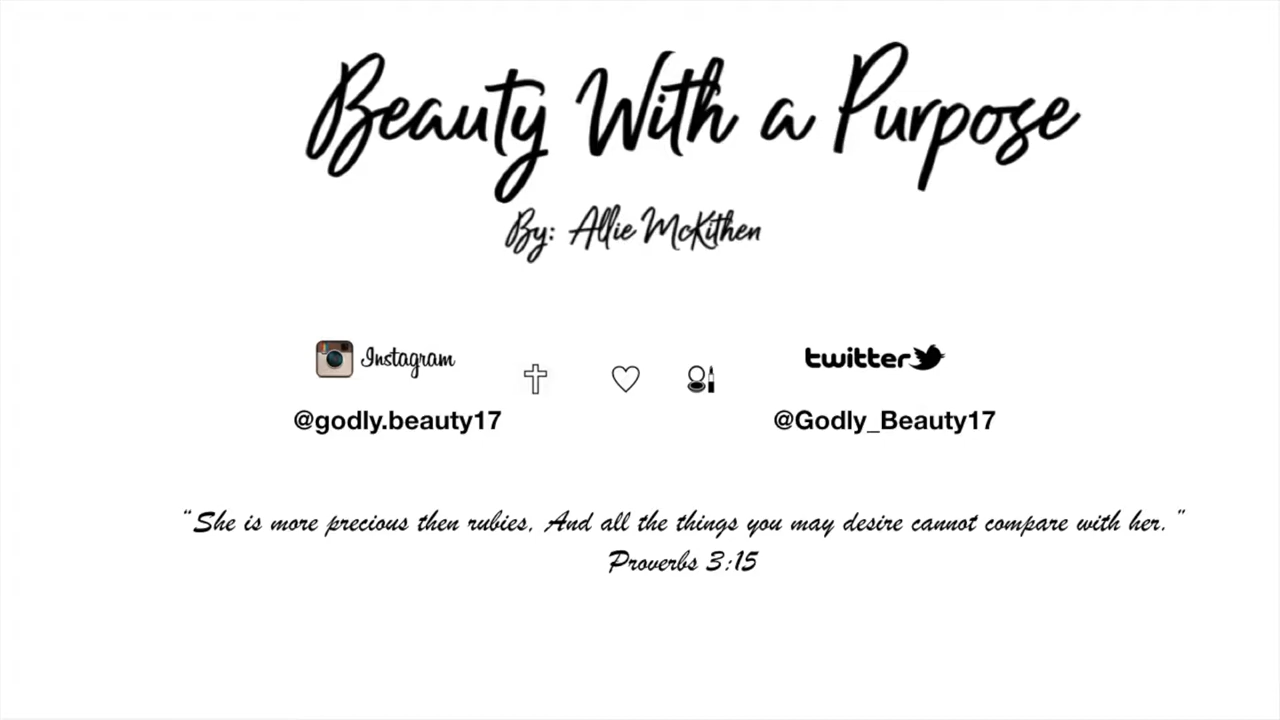 Beauty With a Purpose
By: Allie McKithen
Instagram
twitter
@godly.beauty17
@Godly_Beauty17
"She is more precious then rubies, And all the things you may desire cannot compare with her."
Proverbs 3:15